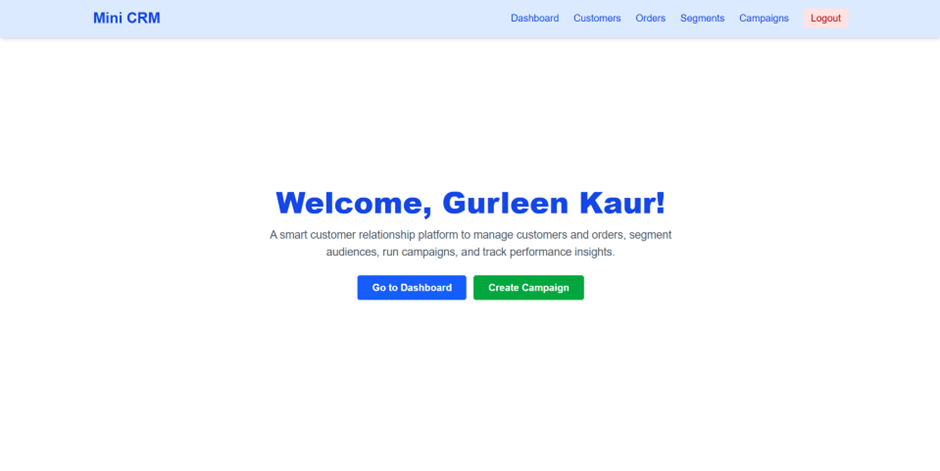 Mini CRM
Dashboard Customers Orders Segments Campaigns Logout
Welcome, Gurleen Kaur!
A smart customer relationship platform to manage customers and orders, segment
audiences, run campaigns, and track performance insights.
Go to Dashboard Create Campaign